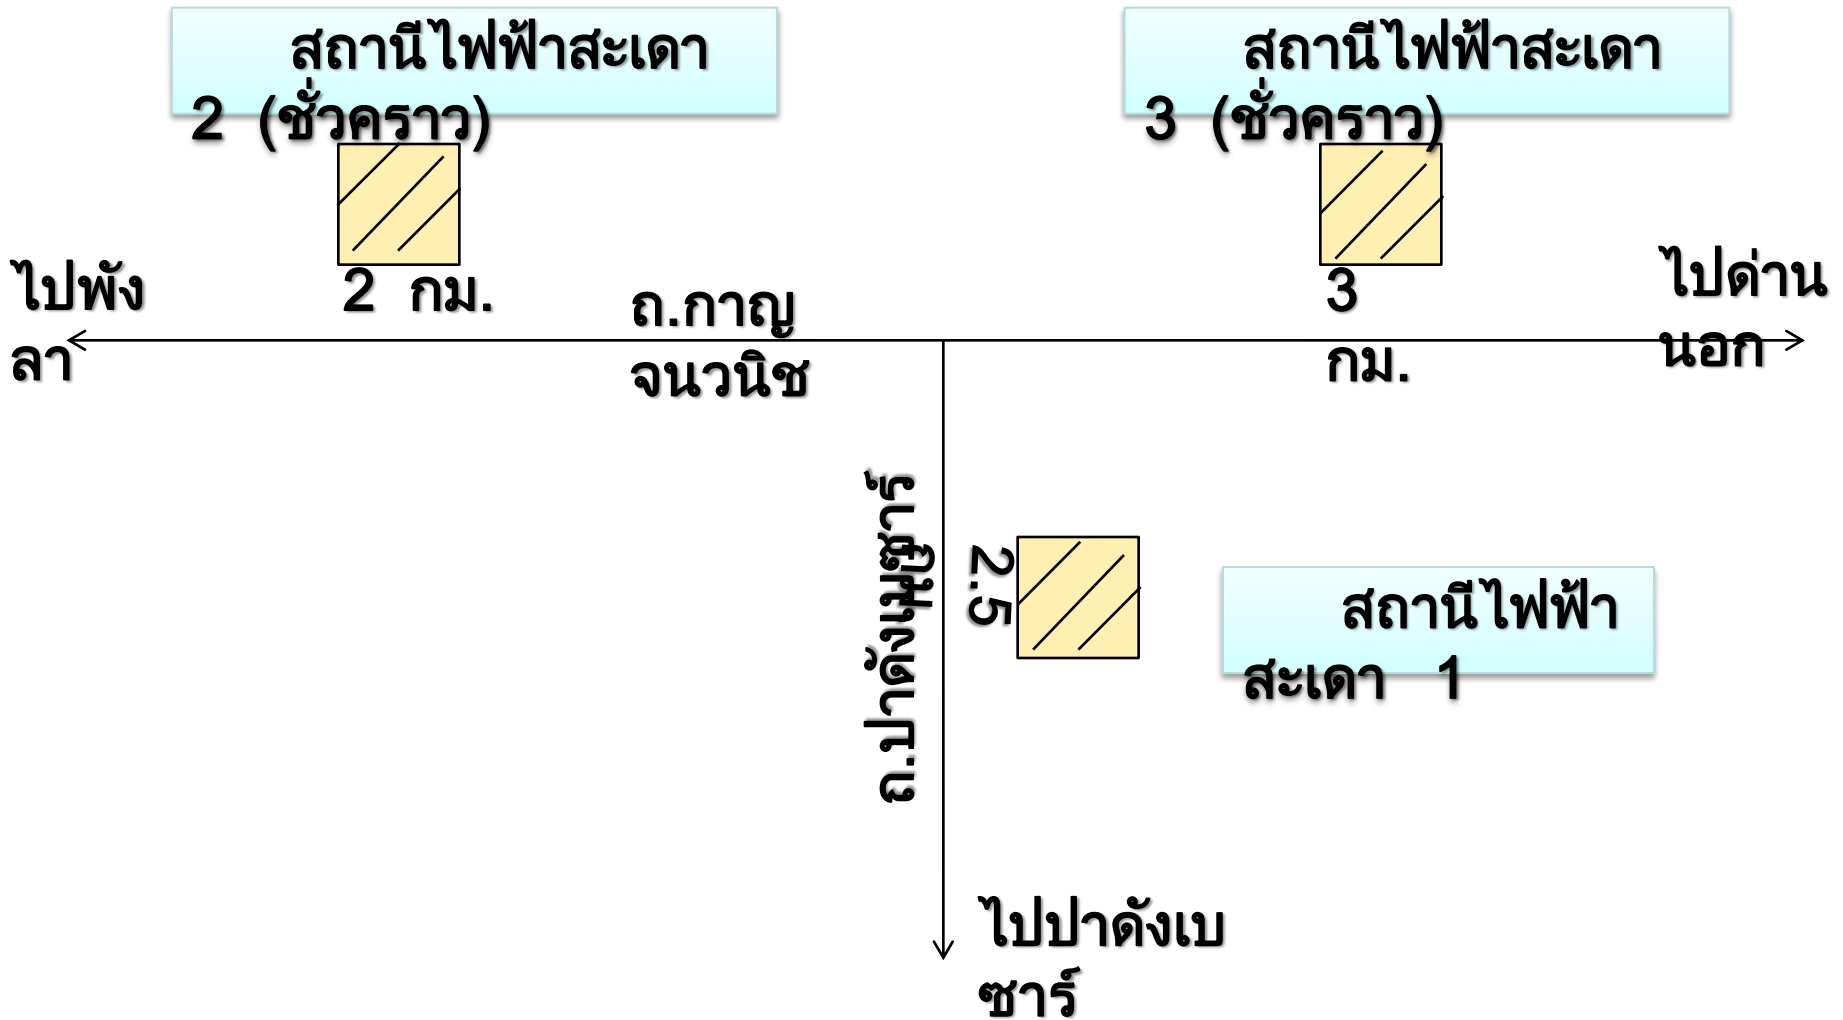 สถานีไฟฟ้าสะเดา
2 (ชั่วคราว)
สถานีไฟฟ้าสะเดา
3 (ชั่วคราว)
ไปพัง
ลา
2 กม.
ถ.กาญ
จนวนิช
3
กม.
ไปด่าน
นอก
ถ.ปาดังเบซาร์
2.5
กม.
สถานีไฟฟ้า
สะเดา 1
ไปปาดังเบ
ซาร์